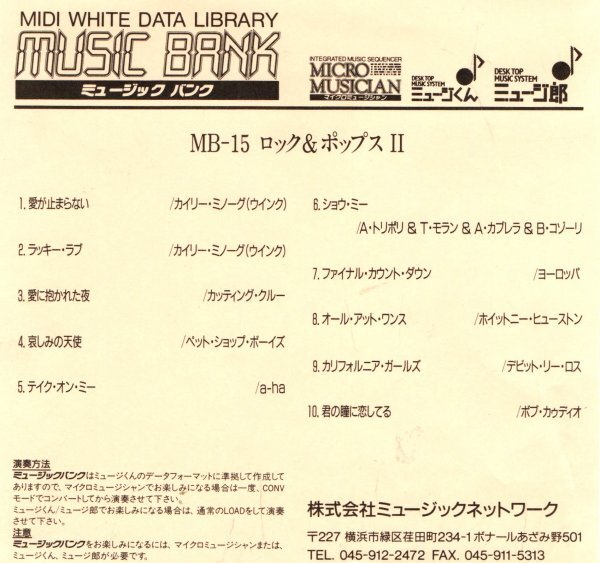 MIDI WHITE DATA LIBRARY
MUSIC BANK
ミュージック バンク
INTEGRATED MUSIC SEQUENCER
MICRO MUSICIAN
マイクロミュージシャン
DESK TOP MUSIC SYSTEM
ミュージくん
DESK TOP MUSIC SYSTEM
ミュージ郎
MB-15 ロック&ポップス II
1. 愛が止まらない /カイリー・ミノーグ(ウインク)
2. ラッキー・ラブ /カイリー・ミノーグ(ウインク)
3. 愛に抱かれた夜 /カッティング・クルー
4. 哀しみの天使 /ペット・ショップ・ボーイズ
5. テイク・オン・ミー /a-ha
6. ショウ・ミー
/A・トリポリ & T・モラン & A・カブレラ & B・コゾーリ
7. ファイナル・カウント・ダウン /ヨーロッパ
8. オール・アット・ワンス /ホイットニー・ヒューストン
9. カリフォルニア・ガールズ /デビット・リー・ロス
10. 君の瞳に恋してる /ボブ・カゥディオ
演奏方法
ミュージックバンクはミュージくんのデータフォーマットに準拠して作成して
ありますので、マイクロミュージシャンでお楽しみになる場合は一度、CONV
モードでコンバートしてから演奏させて下さい。
ミュージくん/ミュージ郎でお楽しみになる場合は、通常のLOADをして演奏
させて下さい。
注意
ミュージックバンクをお楽しみになるには、マイクロミュージシャンまたは、
ミュージくん、ミュージ郎が必要です。
株式会社ミュージックネットワーク
〒227 横浜市緑区荏田町234-1ボナールあざみ野501
TEL. 045-912-2472 FAX. 045-911-5313